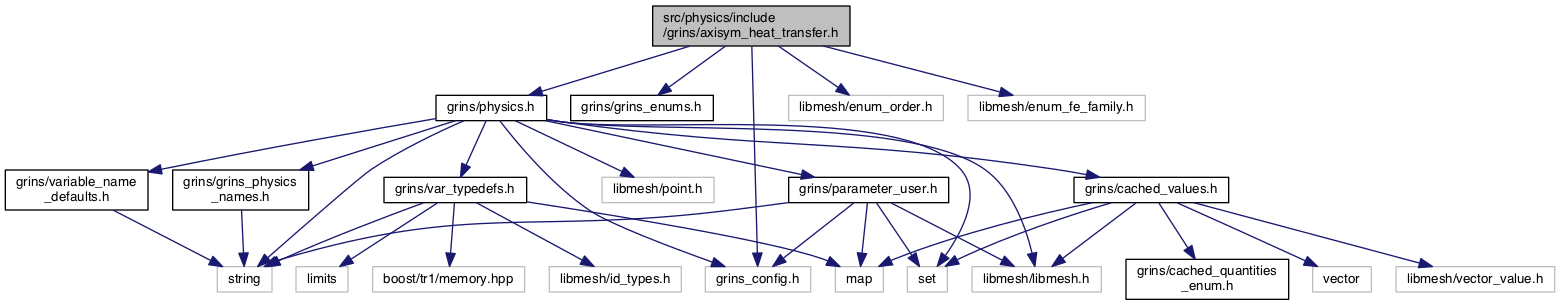 src/physics/include
/grins/axisym_heat_transfer.h
grins/physics.h
grins/grins_enums.h
libmesh/enum_order.h
libmesh/enum_fe_family.h
grins/variable_name
_defaults.h
grins/grins_physics
_names.h
grins/var_typedefs.h
libmesh/point.h
grins/parameter_user.h
grins/cached_values.h
string
limits
boost/tr1/memory.hpp
libmesh/id_types.h
grins_config.h
map
set
libmesh/libmesh.h
grins/cached_quantities
_enum.h
vector
libmesh/vector_value.h